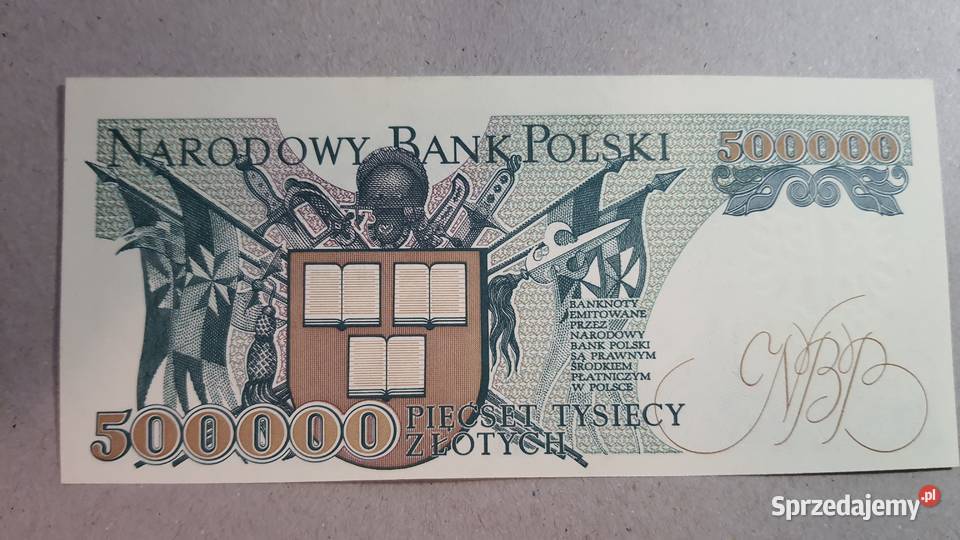 NARODOWY BANK POLSKI
500000
BANKNOTY
EMITOWANE
PRZEZ
NARODOWY
BANK POLSKI
SĄ PRAWNYM
ŚRODKIEM
PŁATNICZYM
W POLSCE
NBP
500000
PIĘĆSET TYSIĘCY
ZŁOTYCH
Sprzedajemy.pl